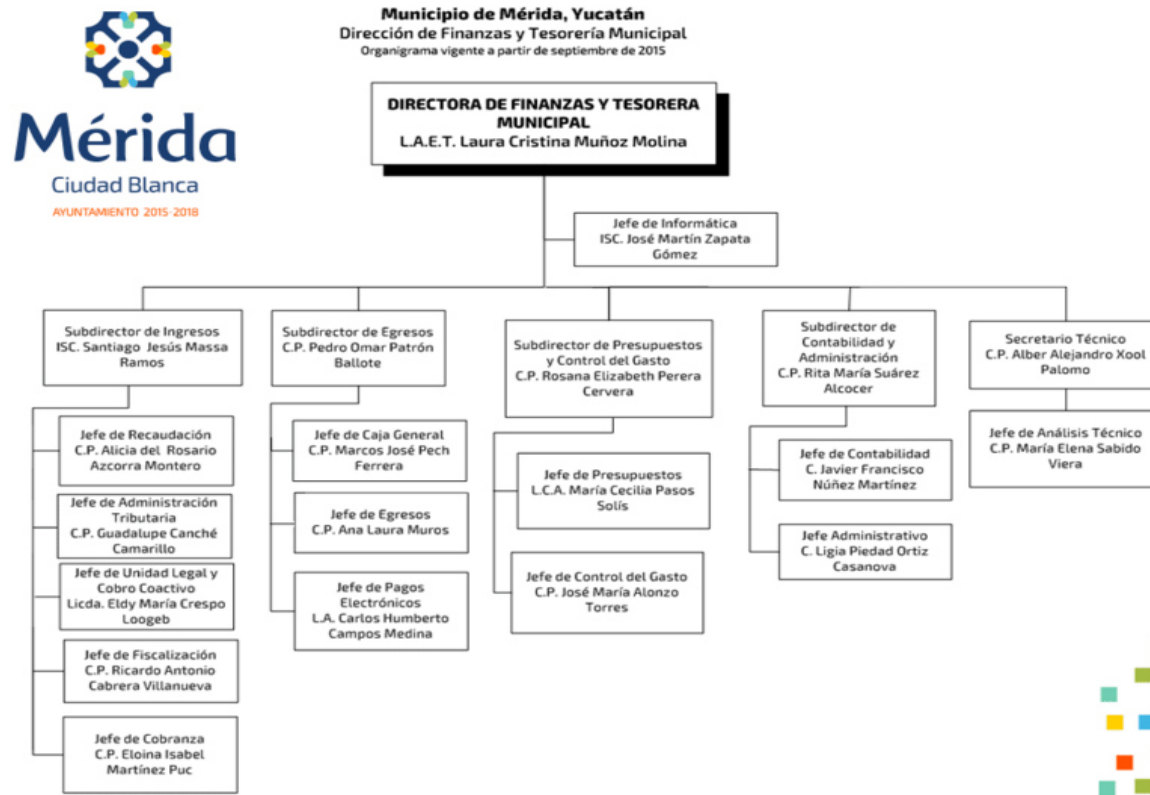 Mérida
Ciudad Blanca
AYUNTAMIENTO 2015-2018
Municipio de Mérida, Yucatán
Dirección de Finanzas y Tesorería Municipal
Organigrama vigente a partir de septiembre de 2015
DIRECTORA DE FINANZAS Y TESORERA
MUNICIPAL
L.A.E.T. Laura Cristina Muñoz Molina
Jefe de Informática
ISC. José Martín Zapata
Gómez
Subdirector de Ingresos
ISC. Santiago Jesús Massa
Ramos
Jefe de Recaudación
C.P. Alicia del Rosario
Azcorra Montero
Jefe de Administración
Tributaria
C.P. Guadalupe Canché
Camarillo
Jefe de Unidad Legal y
Cobro Coactivo
Licda. Eldy María Crespo
Loogeb
Jefe de Fiscalización
C.P. Ricardo Antonio
Cabrera Villanueva
Jefe de Cobranza
C.P. Eloina Isabel
Martínez Puc
Subdirector de Egresos
C.P. Pedro Omar Patrón
Ballote
Jefe de Caja General
C.P. Marcos José Pech
Ferrera
Jefe de Egresos
C.P. Ana Laura Muros
Jefe de Pagos
Electrónicos
L.A. Carlos Humberto
Campos Medina
Subdirector de Presupuestos
y Control del Gasto
C.P. Rosana Elizabeth Perera
Cervera
Jefe de Presupuestos
L.C.A. María Cecilia Pasos
Solís
Jefe de Control del Gasto
C.P. José María Alonzo
Torres
Subdirector de
Contabilidad y
Administración
C.P. Rita María Suárez
Alcocer
Jefe de Contabilidad
C. Javier Francisco
Núñez Martínez
Jefe Administrativo
C. Ligia Piedad Ortiz
Casanova
Secretario Técnico
C.P. Alber Alejandro Xool
Palomo
Jefe de Análisis Técnico
C.P. María Elena Sabido
Viera